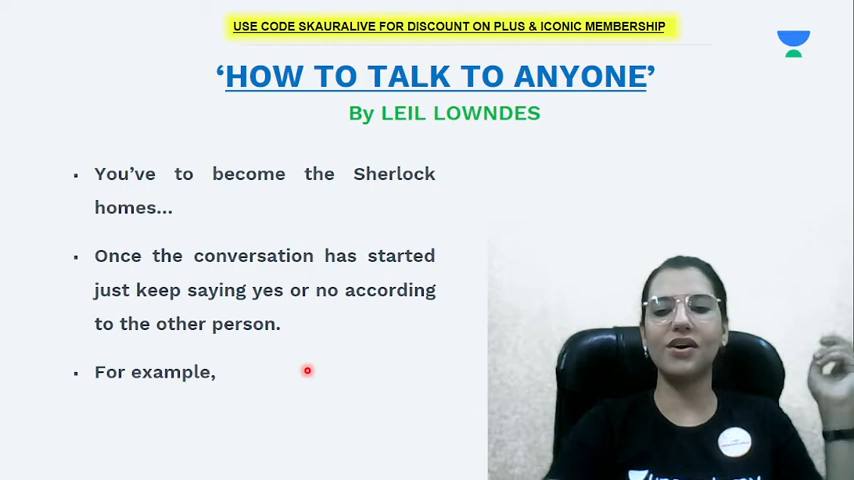 USE CODE SKAURALIVE FOR DISCOUNT ON PLUS & ICONIC MEMBERSHIP
‘HOW TO TALK TO ANYONE’
By LEIL LOWNDES
▪ You’ve to become the Sherlock
homes...
▪ Once the conversation has started
just keep saying yes or no according
to the other person.
▪ For example,